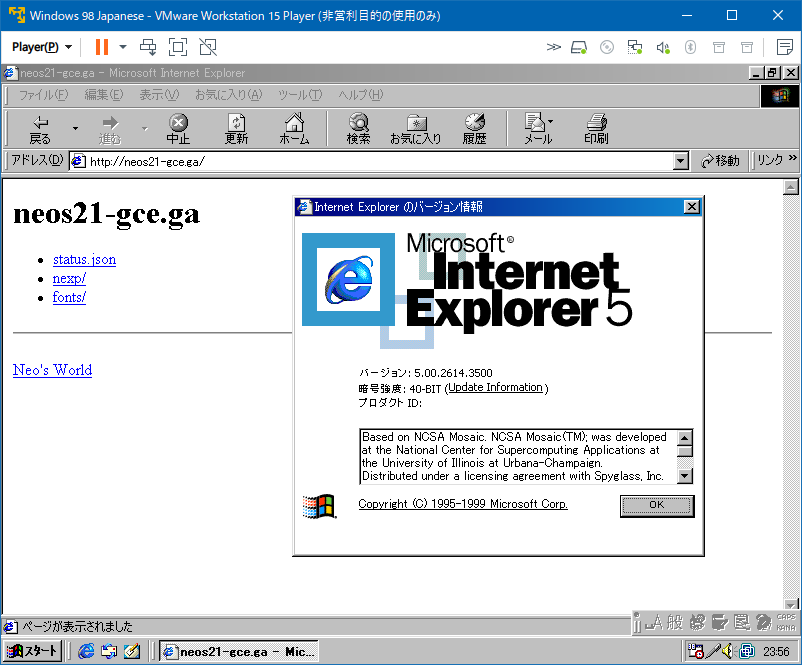 Windows 98 Japanese - VMware Workstation 15 Player (非営利目的の使用のみ)
Player(P)
neos21-gce.ga - Microsoft Internet Explorer
ファイル(F) 編集(E) 表示(V) お気に入り(A) ツール(T) ヘルプ(H)
戻る 進む 中止 更新 ホーム 検索 お気に入り 履歴 メール 印刷
アドレス(D) http://neos21-gce.ga/ 移動 リンク »
neos21-gce.ga
status.json
nexp/
fonts/
Neo's World
Internet Explorer のバージョン情報
Microsoft®
Internet
Explorer 5
バージョン: 5.00.2614.3500
暗号強度: 40-BIT (Update Information)
プロダクト ID:
Based on NCSA Mosaic. NCSA Mosaic(TM); was developed
at the National Center for Supercomputing Applications at
the University of Illinois at Urbana-Champaign.
Distributed under a licensing agreement with Spyglass, Inc.
Copyright (C) 1995-1999 Microsoft Corp.
OK
ページが表示されました
A 般 CAPS
KANA
スタート neos21-gce.ga - Mic... 23:56